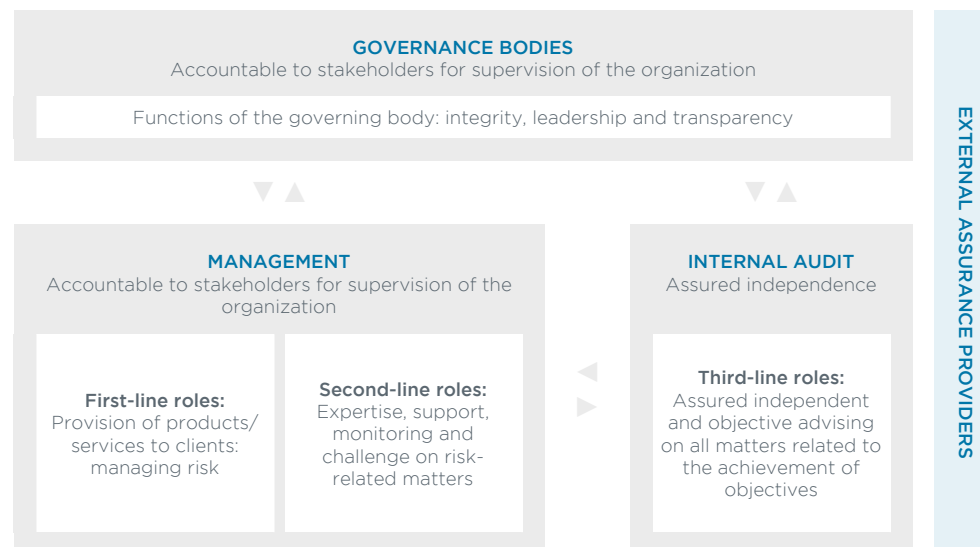 GOVERNANCE BODIES
Accountable to stakeholders for supervision of the organization
Functions of the governing body: integrity, leadership and transparency
MANAGEMENT
Accountable to stakeholders for supervision of the
organization
First-line roles:
Provision of products/
services to clients:
managing risk
Second-line roles:
Expertise, support,
monitoring and
challenge on risk-
related matters
INTERNAL AUDIT
Assured independence
Third-line roles:
Assured independent
and objective advising
on all matters related to
the achievement of
objectives
EXTERNAL ASSURANCE PROVIDERS